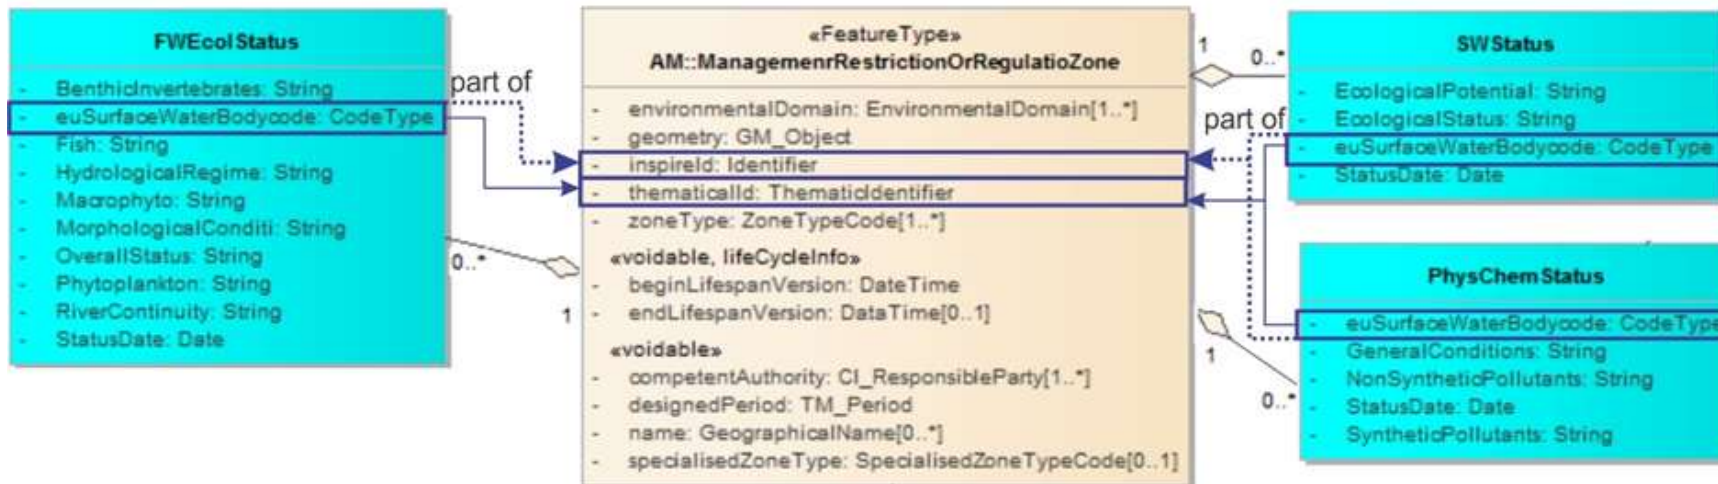 FWEcolStatus
- BenthicInvertebrates: String
- euSurfaceWaterBodycode: CodeType
- Fish: String
- HydrologicalRegime: String
- Macrophyto: String
- MorphologicalConditi: String
- OverallStatus: String
- Phytoplankton: String
- RiverContinuity: String
- StatusDate: Date
part of
0..*
1
«FeatureType»
AM::ManagemenrRestrictionOrRegulatioZone
- environmentalDomain: EnvironmentalDomain[1..*]
- geometry: GM_Object
- inspireId: Identifier
- thematicalId: ThematicIdentifier
- zoneType: ZoneTypeCode[1..*]
«voidable, lifeCycleInfo»
- beginLifespanVersion: DateTime
- endLifespanVersion: DataTime[0..1]
«voidable»
- competentAuthority: CI_ResponsibleParty[1..*]
- designedPeriod: TM_Period
- name: GeographicalName[0..*]
- specialisedZoneType: SpecialisedZoneTypeCode[0..1]
1
0..*
part of
SWStatus
- EcologicalPotential: String
- EcologicalStatus: String
- euSurfaceWaterBodycode: CodeType
- StatusDate: Date
1
0..*
PhysChemStatus
- euSurfaceWaterBodycode: CodeType
- GeneralConditions: String
- NonSyntheticPollutants: String
- StatusDate: Date
- SyntheticPollutants: String